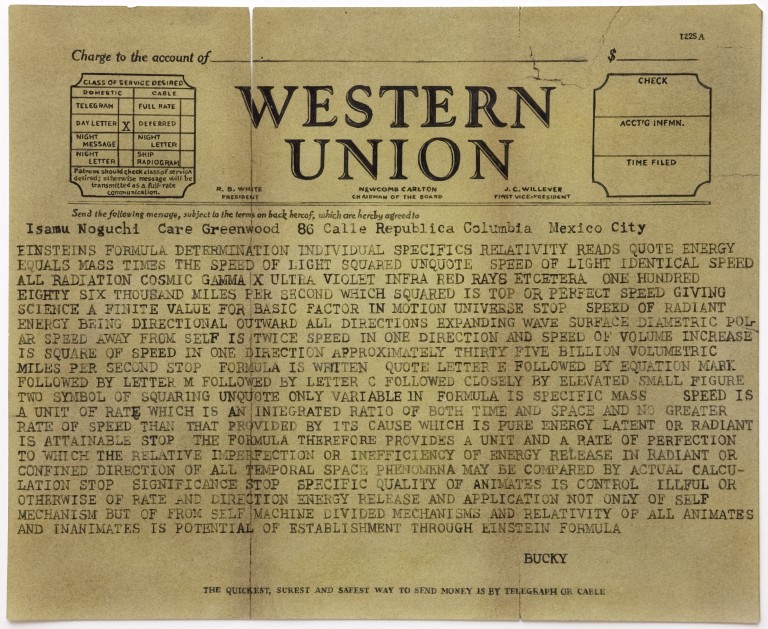 1225 A
Charge to the account of $
CLASS OF SERVICE DESIRED
DOMESTIC CABLE
TELEGRAM FULL RATE
DAY LETTER X DEFERRED
NIGHT MESSAGE NIGHT LETTER
NIGHT LETTER SHIP RADIOGRAM
Patrons should check class of service
desired; otherwise message will be
transmitted as a full-rate
communication.
WESTERN
UNION
R. B. WHITE
PRESIDENT
NEWCOMB CARLTON
CHAIRMAN OF THE BOARD
J. C. WILLEVER
FIRST VICE-PRESIDENT
CHECK
ACCT'G INFMN.
TIME FILED
Send the following message, subject to the terms on back hereof, which are hereby agreed to
Isamu Noguchi Care Greenwood 86 Calle Republica Columbia Mexico City
EINSTEINS FORMULA DETERMINATION INDIVIDUAL SPECIFICS RELATIVITY READS QUOTE ENERGY
EQUALS MASS TIMES THE SPEED OF LIGHT SQUARED UNQUOTE SPEED OF LIGHT IDENTICAL SPEED
ALL RADIATION COSMIC GAMMA X ULTRA VIOLET INFRA RED RAYS ETCETERA ONE HUNDRED
EIGHTY SIX THOUSAND MILES PER SECOND WHICH SQUARED IS TOP OR PERFECT SPEED GIVING
SCIENCE A FINITE VALUE FOR BASIC FACTOR IN MOTION UNIVERSE STOP SPEED OF RADIANT
ENERGY BEING DIRECTIONAL OUTWARD ALL DIRECTIONS EXPANDING WAVE SURFACE DIAMETRIC POL-
AR SPEED AWAY FROM SELF IS TWICE SPEED IN ONE DIRECTION AND SPEED OF VOLUME INCREASE
IS SQUARE OF SPEED IN ONE DIRECTION APPROXIMATELY THIRTY FIVE BILLION VOLUMETRIC
MILES PER SECOND STOP FORMULA IS WRITTEN QUOTE LETTER E FOLLOWED BY EQUATION MARK
FOLLOWED BY LETTER M FOLLOWED BY LETTER C FOLLOWED CLOSELY BY ELEVATED SMALL FIGURE
TWO SYMBOL OF SQUARING UNQUOTE ONLY VARIABLE IN FORMULA IS SPECIFIC MASS SPEED IS
A UNIT OF RATE WHICH IS AN INTEGRATED RATIO OF BOTH TIME AND SPACE AND NO GREATER
RATE OF SPEED THAN THAT PROVIDED BY ITS CAUSE WHICH IS PURE ENERGY LATENT OR RADIANT
IS ATTAINABLE STOP THE FORMULA THEREFORE PROVIDES A UNIT AND A RATE OF PERFECTION
TO WHICH THE RELATIVE IMPERFECTION OR INEFFICIENCY OF ENERGY RELEASE IN RADIANT OR
CONFINED DIRECTION OF ALL TEMPORAL SPACE PHENOMENA MAY BE COMPARED BY ACTUAL CALCU-
LATION STOP SIGNIFICANCE STOP SPECIFIC QUALITY OF ANIMATES IS CONTROL ILLFUL OR
OTHERWISE OF RATE AND DIRECTION ENERGY RELEASE AND APPLICATION NOT ONLY OF SELF
MECHANISM BUT OF FROM SELF MACHINE DIVIDED MECHANISMS AND RELATIVITY OF ALL ANIMATES
AND INANIMATES IS POTENTIAL OF ESTABLISHMENT THROUGH EINSTEIN FORMULA
BUCKY
THE QUICKEST, SUREST AND SAFEST WAY TO SEND MONEY IS BY TELEGRAPH OR CABLE